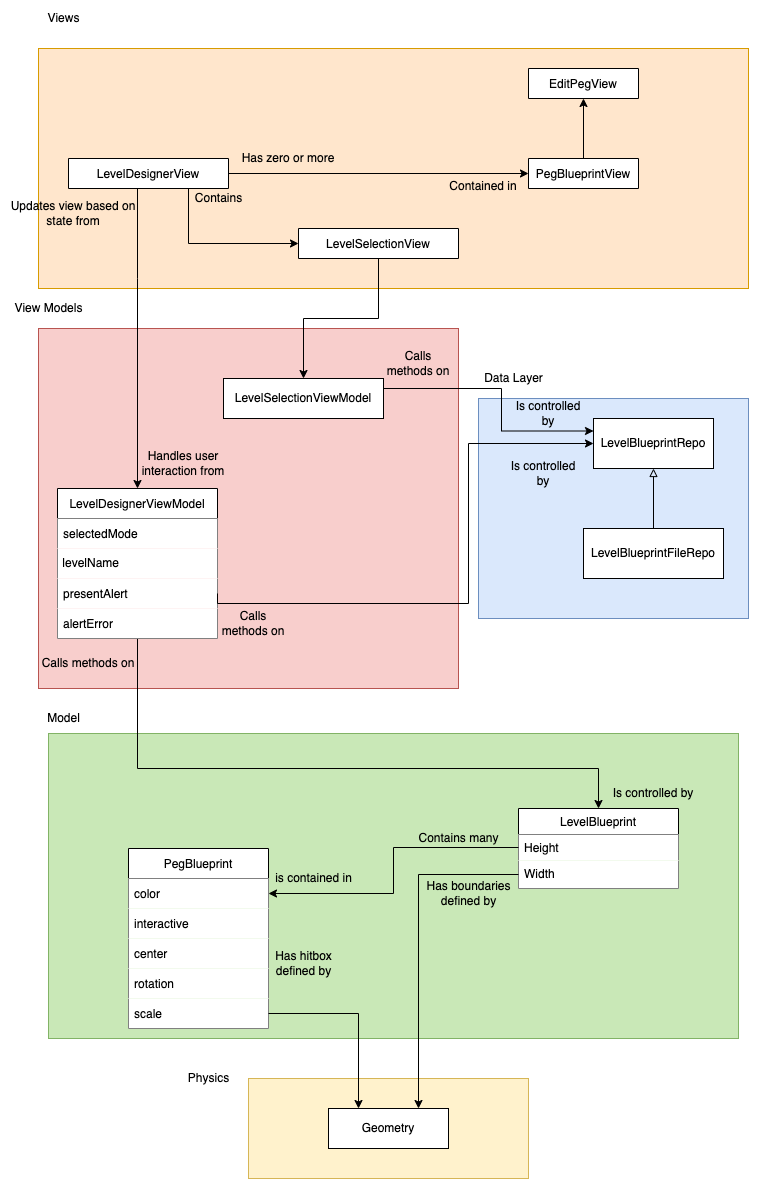 Views
EditPegView
LevelDesignerView
Has zero or more
Contained in
PegBlueprintView
Updates view based on
state from
Contains
LevelSelectionView
View Models
LevelSelectionViewModel
Calls
methods on
Data Layer
Is controlled
by
LevelBlueprintRepo
Is controlled
by
LevelBlueprintFileRepo
Handles user
interaction from
LevelDesignerViewModel
selectedMode
levelName
presentAlert
alertError
Calls
methods on
Calls methods on
Model
Is controlled by
LevelBlueprint
Height
Width
Contains many
is contained in
Has boundaries
defined by
PegBlueprint
color
interactive
center
rotation
scale
Has hitbox
defined by
Physics
Geometry